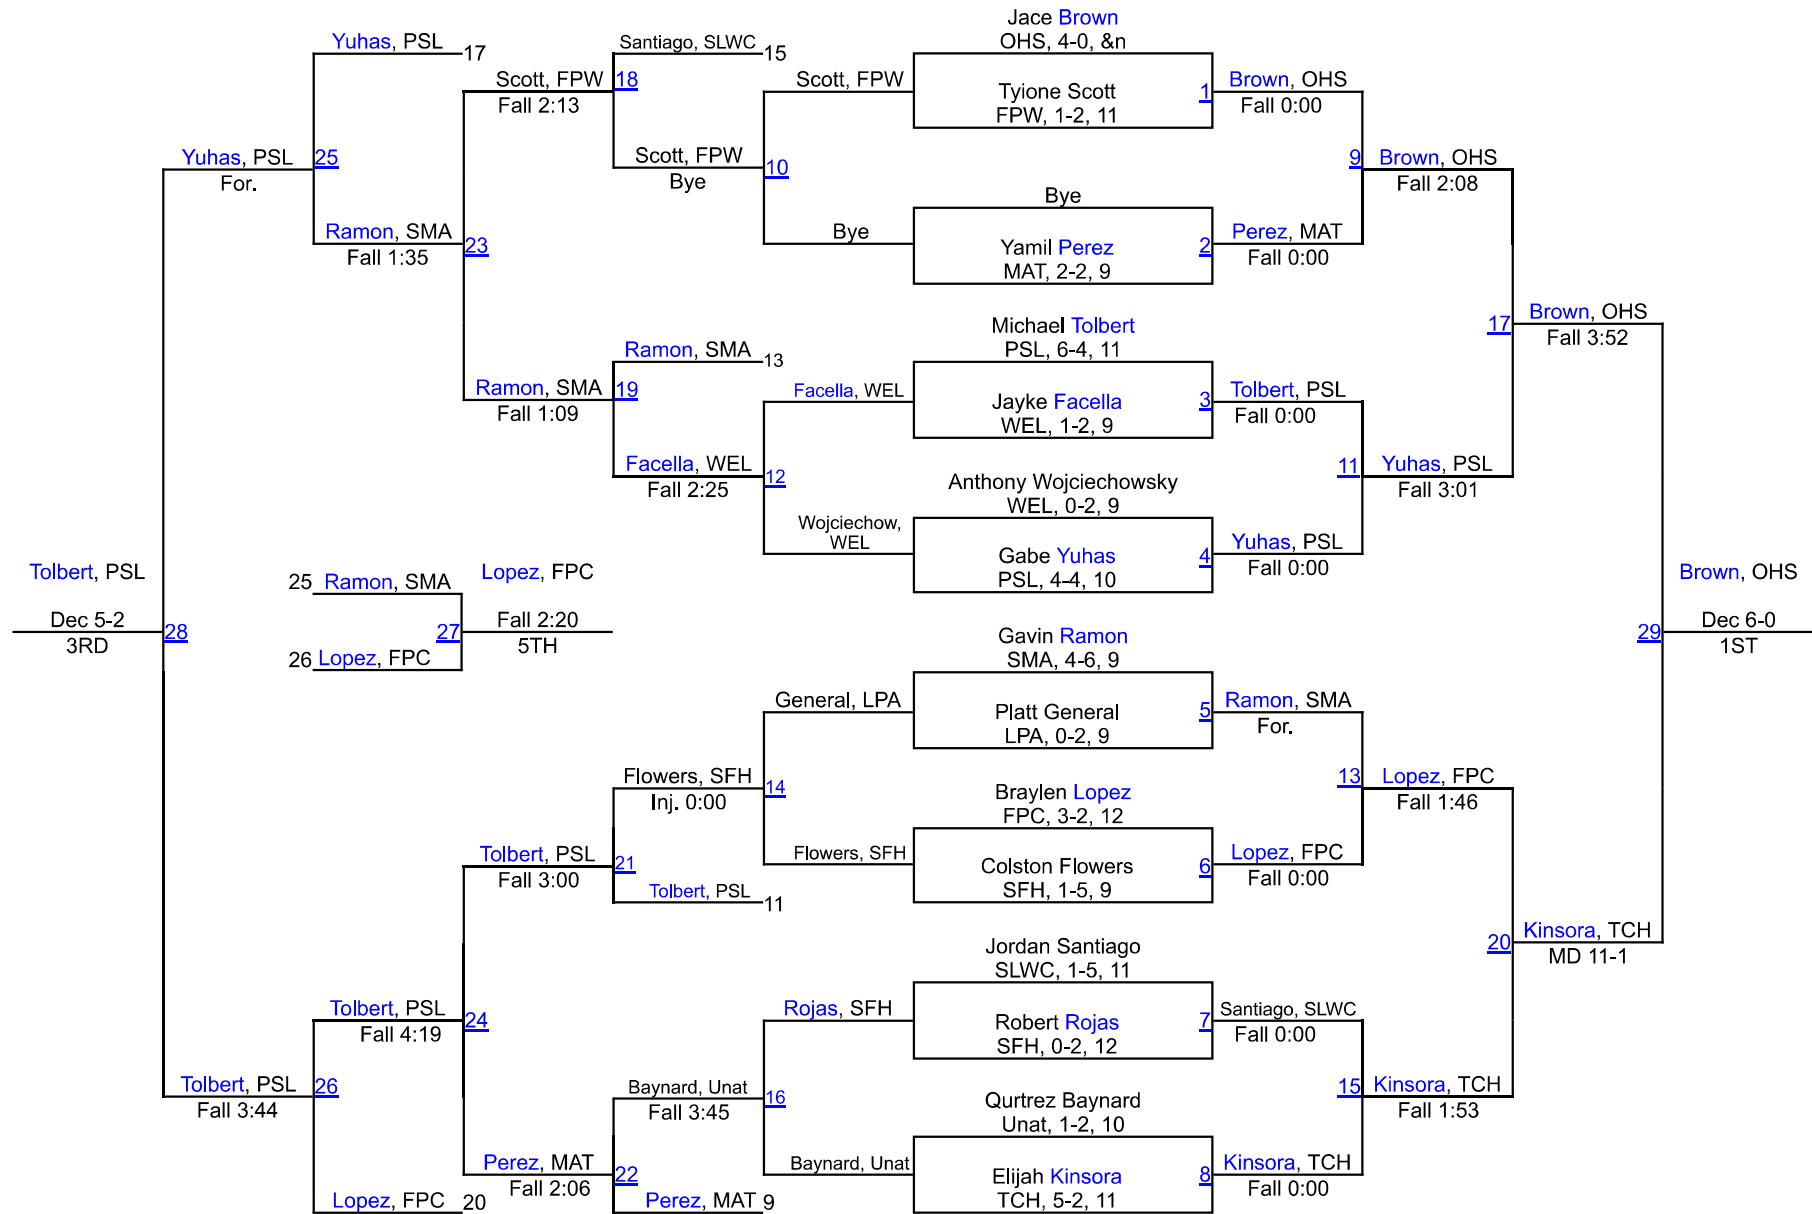 Jace Brown
OHS, 4-0, &n
Yuhas, PSL
17
Santiago, SLWC
15
Scott, FPW
Fall 2:13
18
Scott, FPW
Tyione Scott
FPW, 1-2, 11
1
Brown, OHS
Fall 0:00
Yuhas, PSL
For.
25
Scott, FPW
Bye
10
9
Brown, OHS
Fall 2:08
Bye
Ramon, SMA
Fall 1:35
23
Bye
Yamil Perez
MAT, 2-2, 9
2
Perez, MAT
Fall 0:00
Michael Tolbert
PSL, 6-4, 11
17
Brown, OHS
Fall 3:52
Ramon, SMA
13
Ramon, SMA
Fall 1:09
19
Facella, WEL
Jayke Facella
WEL, 1-2, 9
3
Tolbert, PSL
Fall 0:00
Facella, WEL
Fall 2:25
12
11
Yuhas, PSL
Fall 3:01
Anthony Wojciechowsky
WEL, 0-2, 9
Wojciechow,
WEL
Gabe Yuhas
PSL, 4-4, 10
4
Yuhas, PSL
Fall 0:00
Tolbert, PSL
Dec 5-2
3RD
28
25 Ramon, SMA
Lopez, FPC
27
Fall 2:20
5TH
26 Lopez, FPC
Brown, OHS
29
Dec 6-0
1ST
Gavin Ramon
SMA, 4-6, 9
General, LPA
Platt General
LPA, 0-2, 9
5
Ramon, SMA
For.
Flowers, SFH
Inj. 0:00
14
13
Lopez, FPC
Fall 1:46
Braylen Lopez
FPC, 3-2, 12
Tolbert, PSL
Fall 3:00
21
Flowers, SFH
Colston Flowers
SFH, 1-5, 9
6
Lopez, FPC
Fall 0:00
Tolbert, PSL
11
Jordan Santiago
SLWC, 1-5, 11
20
Kinsora, TCH
MD 11-1
Tolbert, PSL
Fall 4:19
24
Rojas, SFH
Robert Rojas
SFH, 0-2, 12
7
Santiago, SLWC
Fall 0:00
Tolbert, PSL
Fall 3:44
26
Baynard, Unat
Fall 3:45
16
15
Kinsora, TCH
Fall 1:53
Qurtrez Baynard
Unat, 1-2, 10
Perez, MAT
Fall 2:06
22
Baynard, Unat
Elijah Kinsora
TCH, 5-2, 11
8
Kinsora, TCH
Fall 0:00
Lopez, FPC
20
Perez, MAT
9